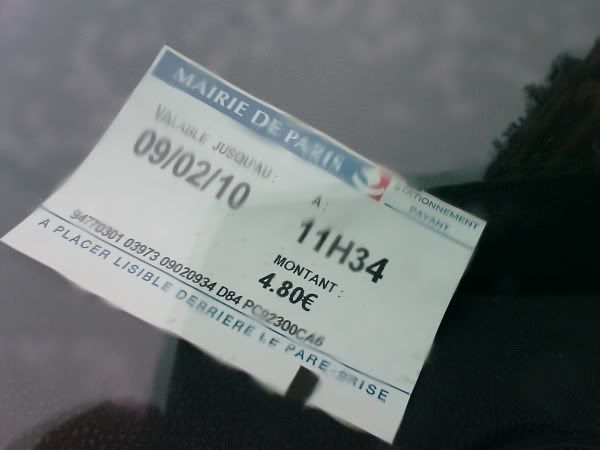 MAIRIE DE PARIS
STATIONNEMENT
PAYANT
VALABLE JUSQU'AU : A :
09/02/10 11H34
MONTANT :
4.80€
94770301 03973 09020934 D84 PC02300CA6
A PLACER LISIBLE DERRIERE LE PARE-BRISE